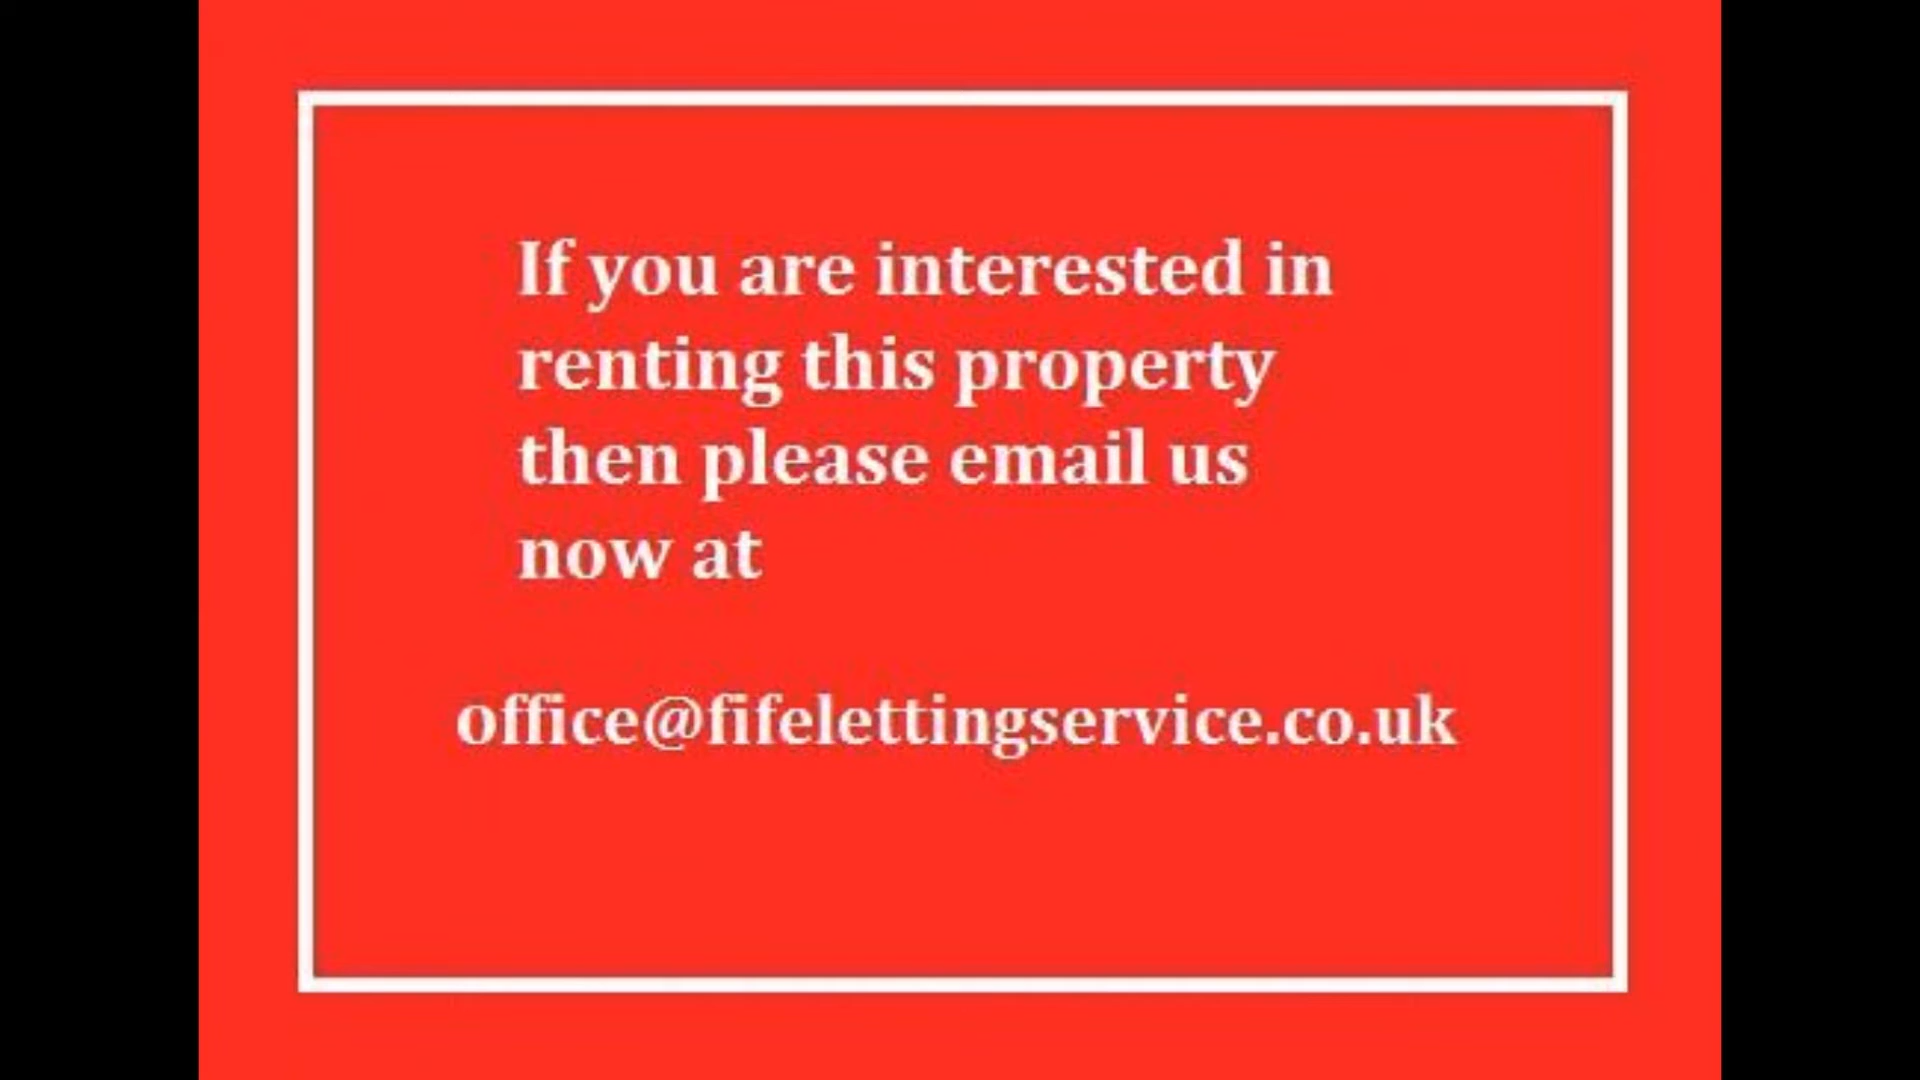 If you are interested in
renting this property
then please email us
now at
office@fifelettingservice.co.uk